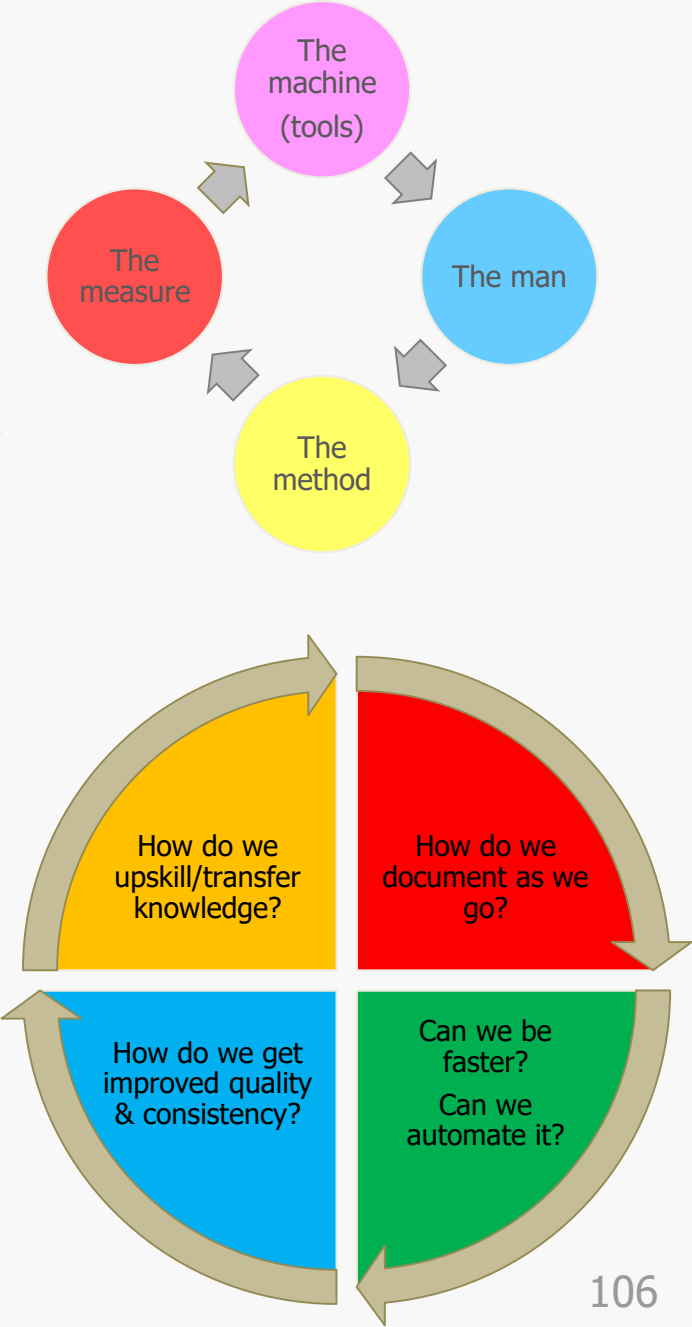 The
machine
(tools)
The man
The
measure
The
method
How do we
upskill/transfer
knowledge?
How do we
document as we
go?
How do we get
improved quality
& consistency?
Can we be
faster?
Can we
automate it?
106